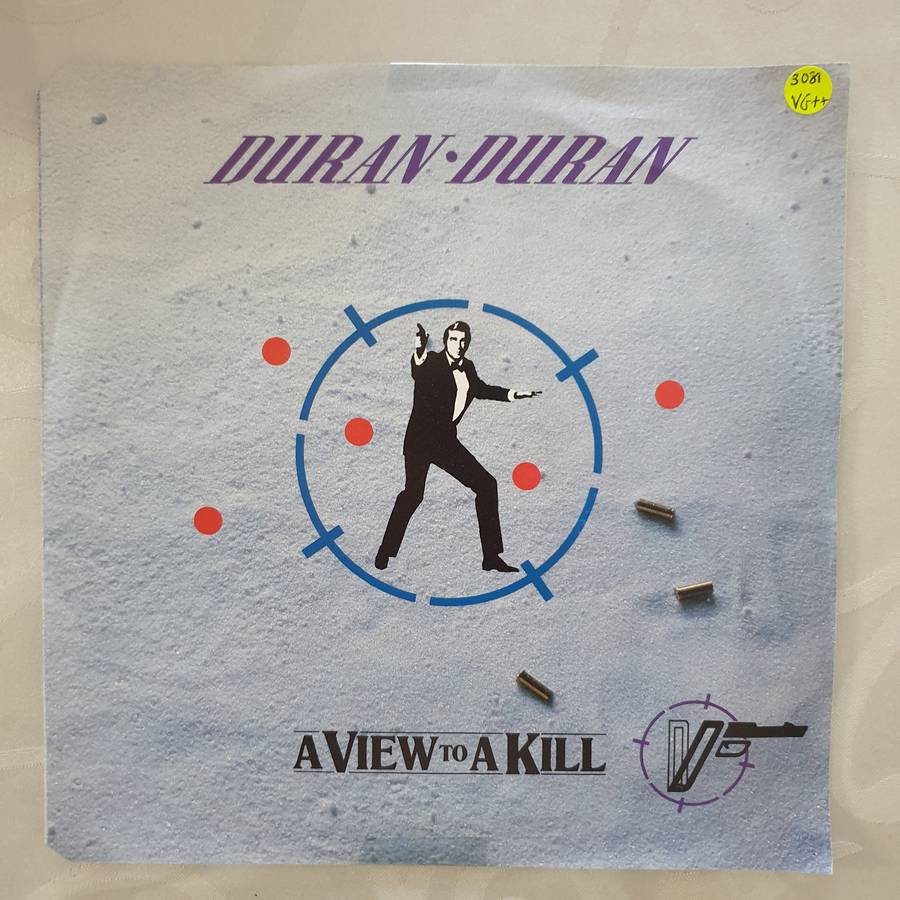 3081
VG++
DURAN•DURAN
A VIEW TO A KILL